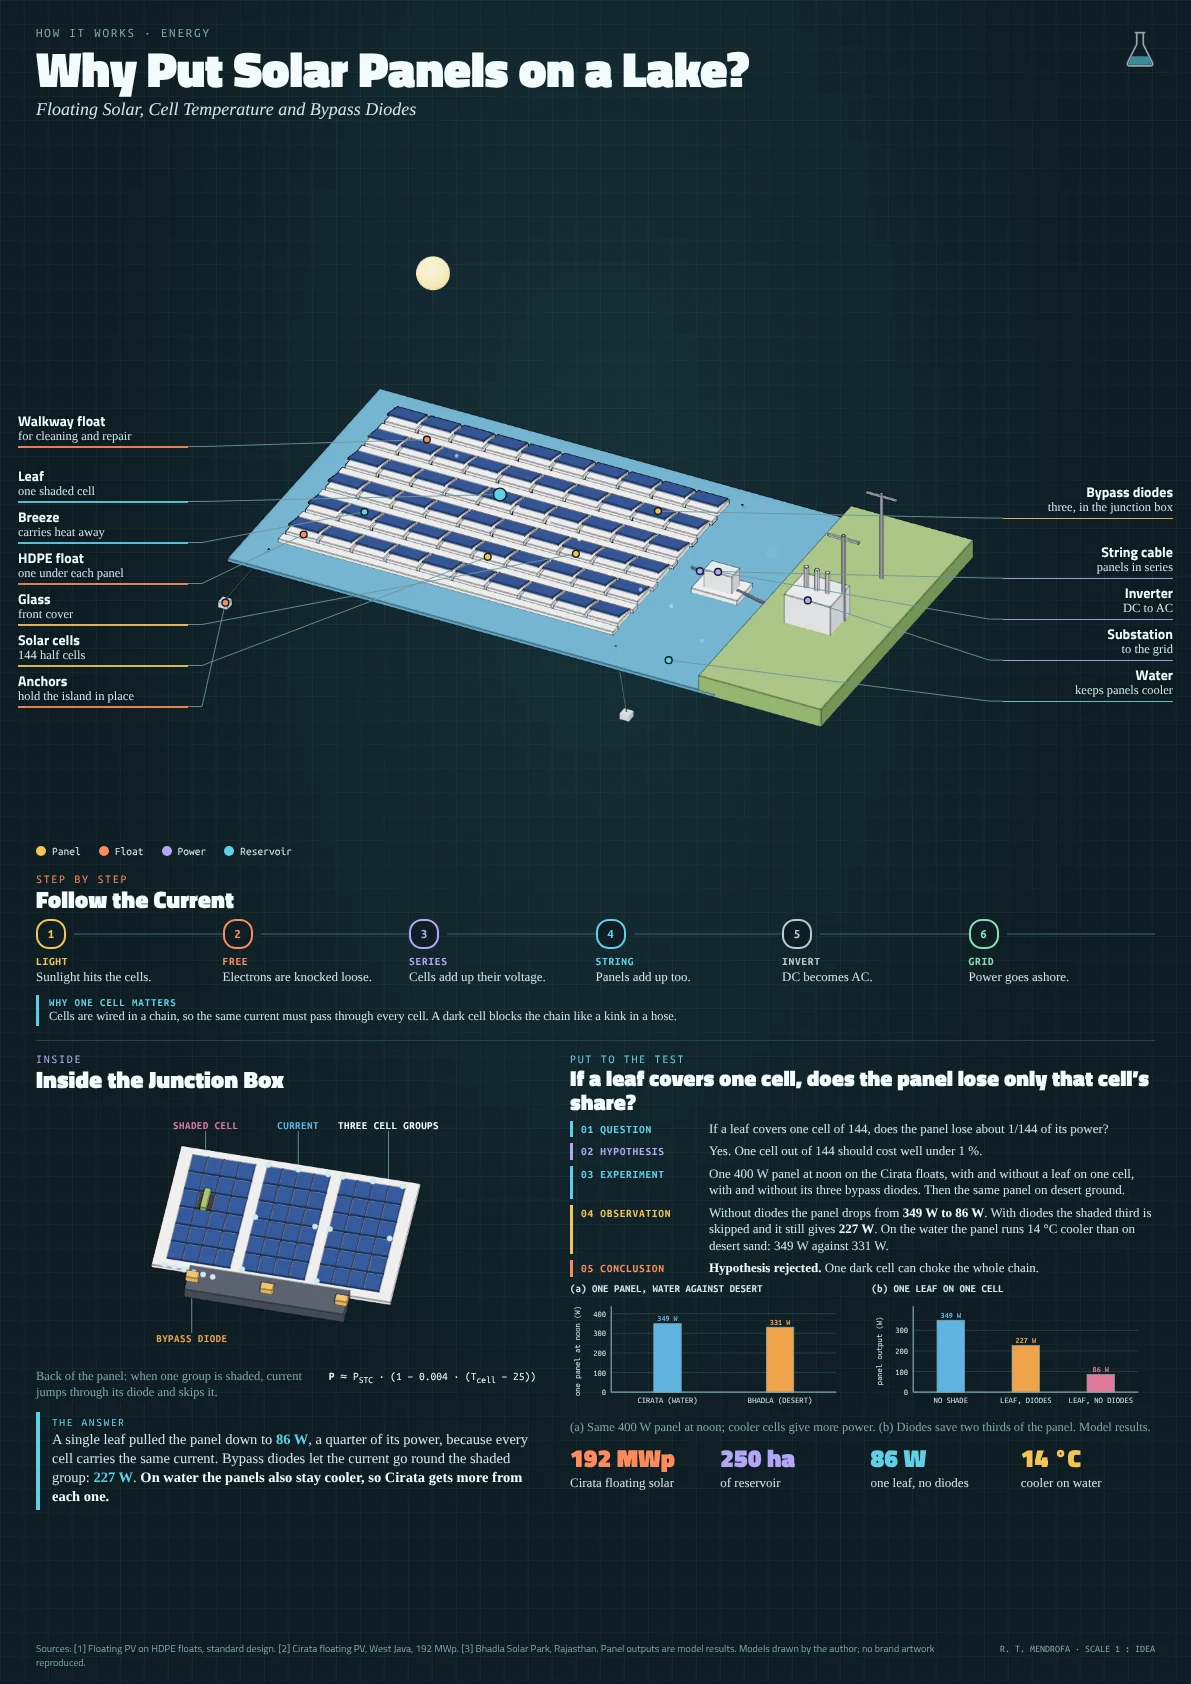 HOW IT WORKS · ENERGY
Why Put Solar Panels on a Lake?
Floating Solar, Cell Temperature and Bypass Diodes
Walkway float
for cleaning and repair
Leaf
one shaded cell
Breeze
carries heat away
HDPE float
one under each panel
Glass
front cover
Solar cells
144 half cells
Anchors
hold the island in place
Bypass diodes
three, in the junction box
String cable
panels in series
Inverter
DC to AC
Substation
to the grid
Water
keeps panels cooler
Panel Float Power Reservoir
STEP BY STEP
Follow the Current
1 2 3 4 5 6
LIGHT FREE SERIES STRING INVERT GRID
Sunlight hits the cells. Electrons are knocked loose. Cells add up their voltage. Panels add up too. DC becomes AC. Power goes ashore.
WHY ONE CELL MATTERS
Cells are wired in a chain, so the same current must pass through every cell. A dark cell blocks the chain like a kink in a hose.
INSIDE
Inside the Junction Box
SHADED CELL CURRENT THREE CELL GROUPS
BYPASS DIODE
Back of the panel: when one group is shaded, current
jumps through its diode and skips it.
P ≈ PSTC · (1 − 0.004 · (Tcell − 25))
THE ANSWER
A single leaf pulled the panel down to 86 W, a quarter of its power, because every
cell carries the same current. Bypass diodes let the current go round the shaded
group: 227 W. On water the panels also stay cooler, so Cirata gets more from
each one.
PUT TO THE TEST
If a leaf covers one cell, does the panel lose only that cell's
share?
01 QUESTION If a leaf covers one cell of 144, does the panel lose about 1/144 of its power?
02 HYPOTHESIS Yes. One cell out of 144 should cost well under 1 %.
03 EXPERIMENT One 400 W panel at noon on the Cirata floats, with and without a leaf on one cell,
with and without its three bypass diodes. Then the same panel on desert ground.
04 OBSERVATION Without diodes the panel drops from 349 W to 86 W. With diodes the shaded third is
skipped and it still gives 227 W. On the water the panel runs 14 °C cooler than on
desert sand: 349 W against 331 W.
05 CONCLUSION Hypothesis rejected. One dark cell can choke the whole chain.
(a) ONE PANEL, WATER AGAINST DESERT
one panel at noon (W)
400
300
200
100
0
349 W
331 W
CIRATA (WATER) BHADLA (DESERT)
(b) ONE LEAF ON ONE CELL
panel output (W)
300
200
100
0
349 W
227 W
86 W
NO SHADE LEAF, DIODES LEAF, NO DIODES
(a) Same 400 W panel at noon; cooler cells give more power. (b) Diodes save two thirds of the panel. Model results.
192 MWp 250 ha 86 W 14 °C
Cirata floating solar of reservoir one leaf, no diodes cooler on water
Sources: [1] Floating PV on HDPE floats, standard design. [2] Cirata floating PV, West Java, 192 MWp. [3] Bhadla Solar Park, Rajasthan. Panel outputs are model results. Models drawn by the author; no brand artwork
reproduced.
R. T. MENDROFA · SCALE 1 : IDEA